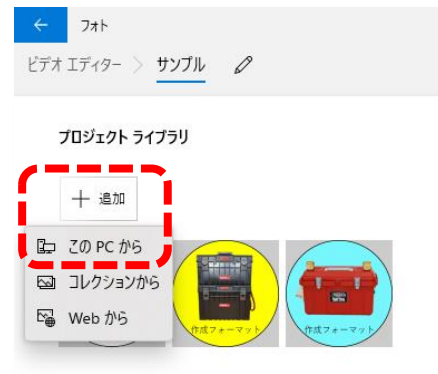 フォト
ビデオ エディター > サンプル
プロジェクト ライブラリ
+ 追加
この PC から
コレクションから
Web から
作成フォーマット
作成フォーマット